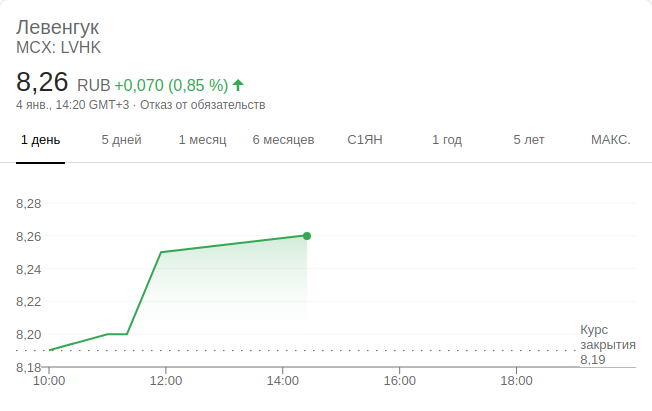 Левенгук
MCX: LVHK
8,26 RUB +0,070 (0,85 %)
4 янв., 14:20 GMT+3 · Отказ от обязательств
1 день 5 дней 1 месяц 6 месяцев С1ЯН 1 год 5 лет МАКС.
8,28
8,26
8,24
8,22
8,20
8,18
Курс
закрытия
8,19
10:00 12:00 14:00 16:00 18:00